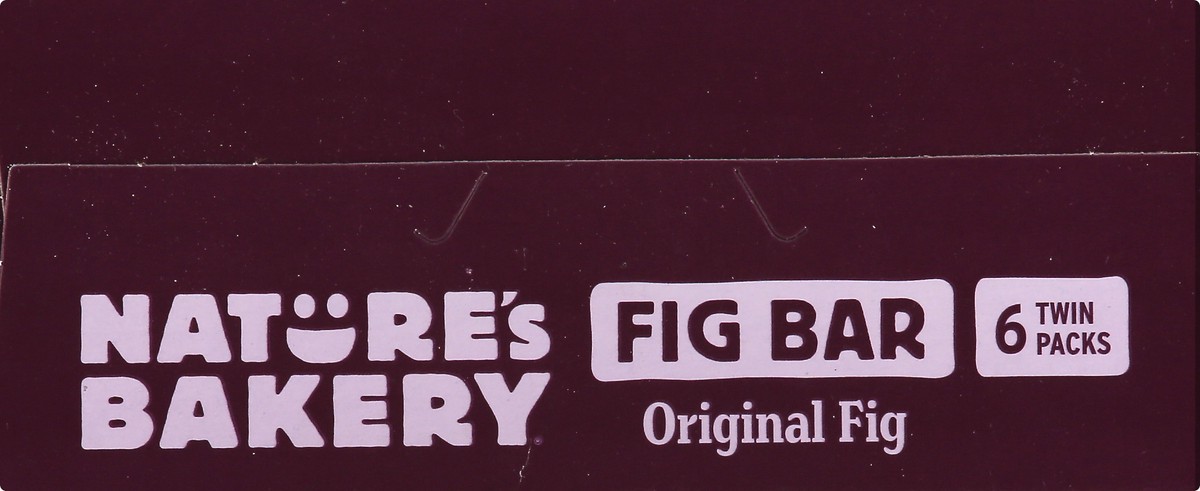 NATURE's
BAKERY
FIG BAR
Original Fig
6 TWIN
PACKS